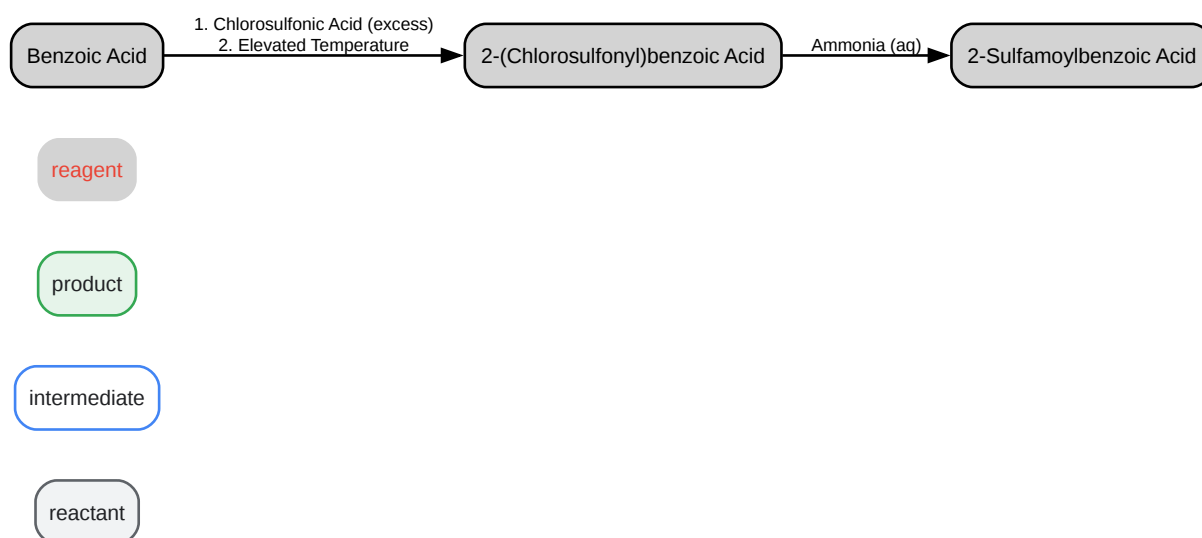 Benzoic Acid
1. Chlorosulfonic Acid (excess)
2. Elevated Temperature
2-(Chlorosulfonyl)benzoic Acid
Ammonia (aq)
2-Sulfamoylbenzoic Acid
reagent
product
intermediate
reactant